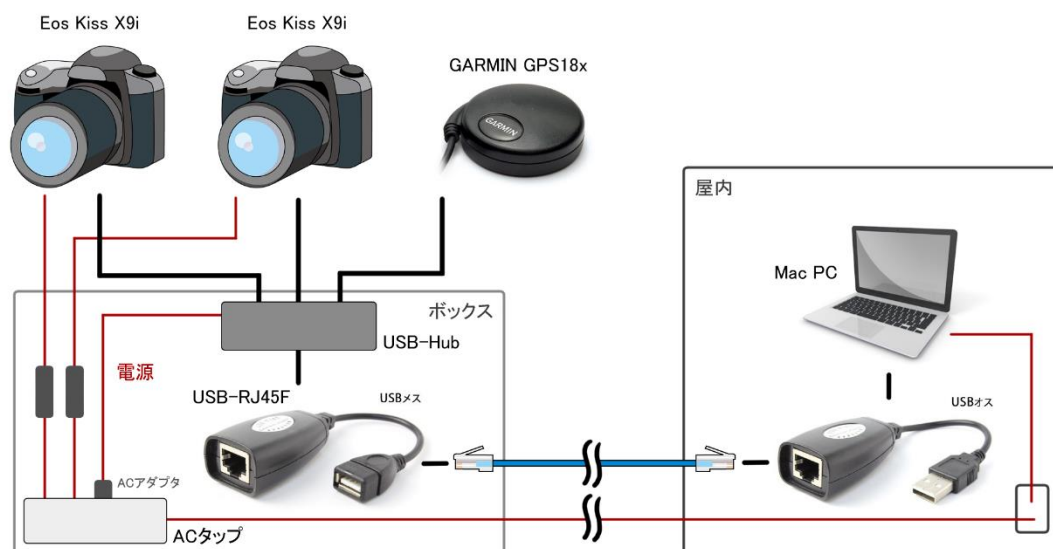 Eos Kiss X9i
Eos Kiss X9i
GARMIN GPS18x
GARMIN
屋内
Mac PC
ボックス
USB-Hub
電源
USB-RJ45F
USBメス
USBオス
ACアダプタ
ACタップ